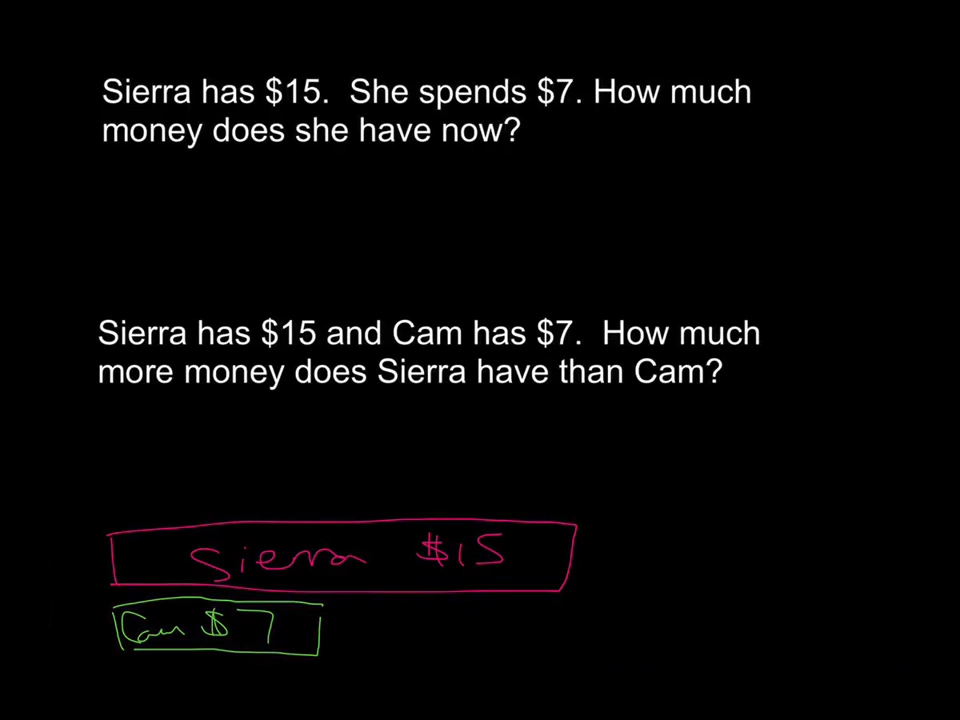 Sierra has $15. She spends $7. How much
money does she have now?
Sierra has $15 and Cam has $7. How much
more money does Sierra have than Cam?
Sierra $15
Cam $7